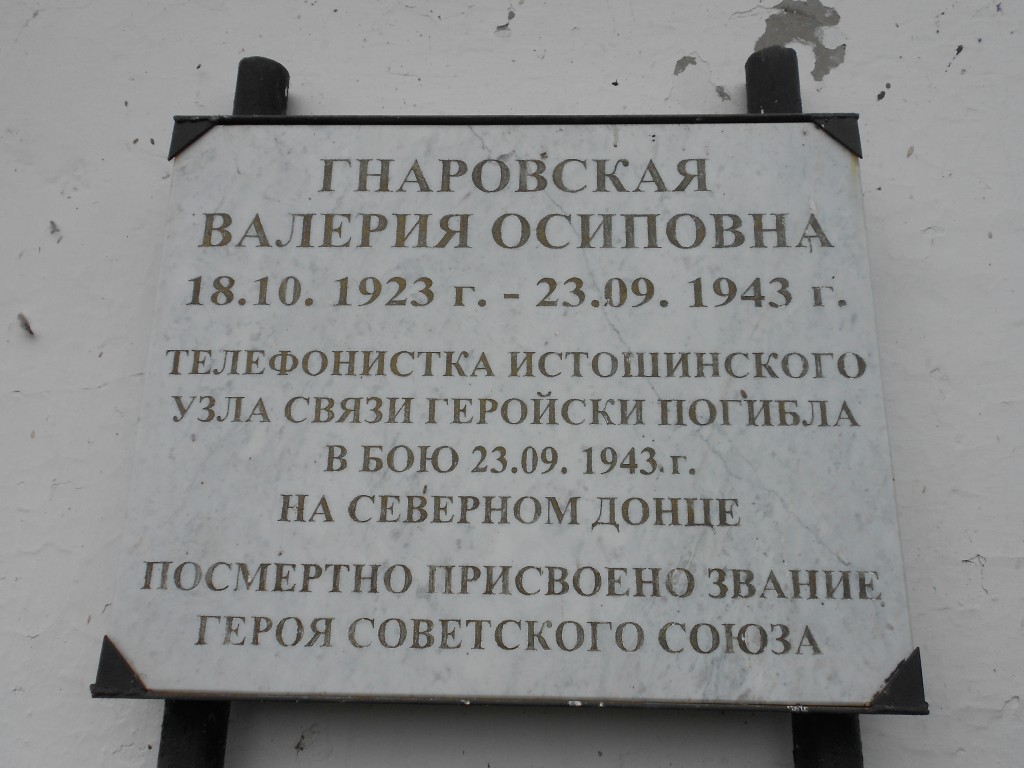 ГНАРОВСКАЯ
ВАЛЕРИЯ ОСИПОВНА
18.10. 1923 г. - 23.09. 1943 г.
ТЕЛЕФОНИСТКА ИСТОШИНСКОГО
УЗЛА СВЯЗИ ГЕРОЙСКИ ПОГИБЛА
В БОЮ 23.09. 1943 г.
НА СЕВЕРНОМ ДОНЦЕ
ПОСМЕРТНО ПРИСВОЕНО ЗВАНИЕ
ГЕРОЯ СОВЕТСКОГО СОЮЗА